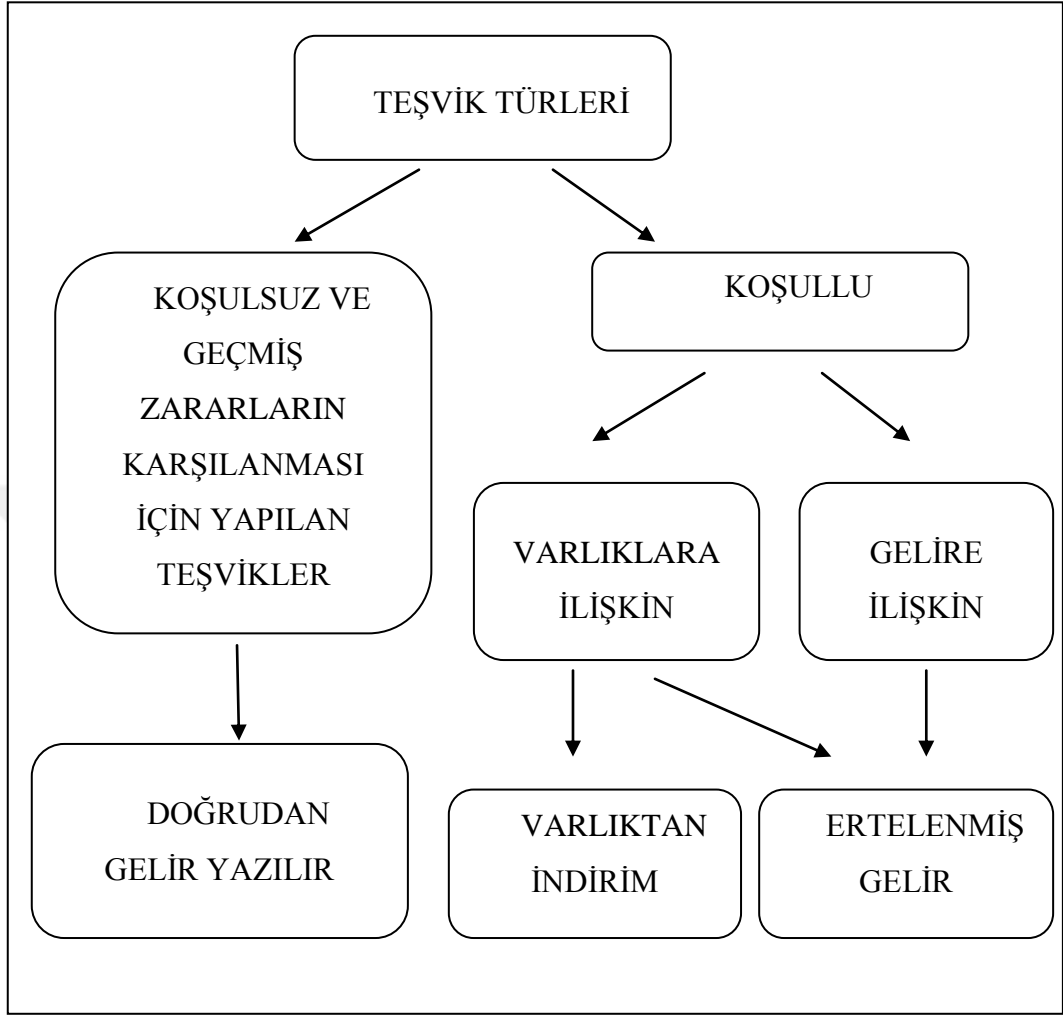 TEŞVİK TÜRLERİ
KOŞULSUZ VE
GEÇMİŞ
ZARARLARIN
KARŞILANMASI
İÇİN YAPILAN
TEŞVİKLER
KOŞULLU
VARLIKLARA
İLİŞKİN
GELİRE
İLİŞKİN
DOĞRUDAN
GELİR YAZILIR
VARLIKTAN
İNDİRİM
ERTELENMİŞ
GELİR